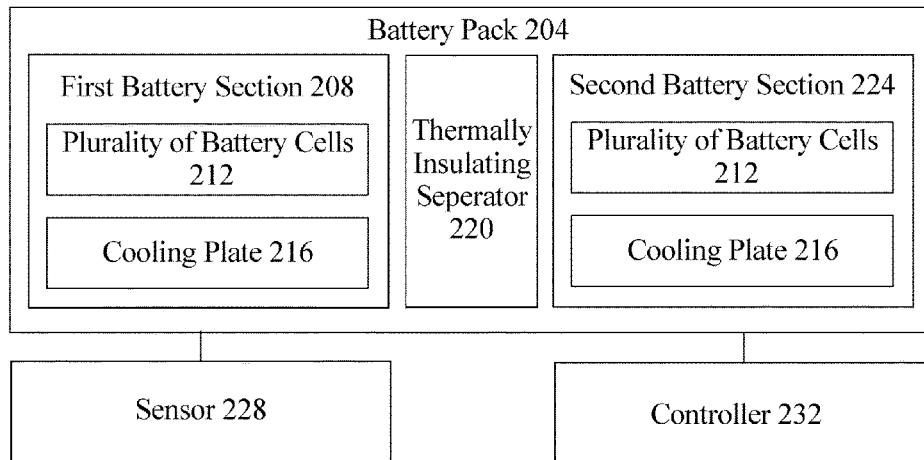 Battery Pack 204
First Battery Section 208
Plurality of Battery Cells
212
Cooling Plate 216
Thermally
Insulating
Seperator
220
Second Battery Section 224
Plurality of Battery Cells
212
Cooling Plate 216
Sensor 228
Controller 232